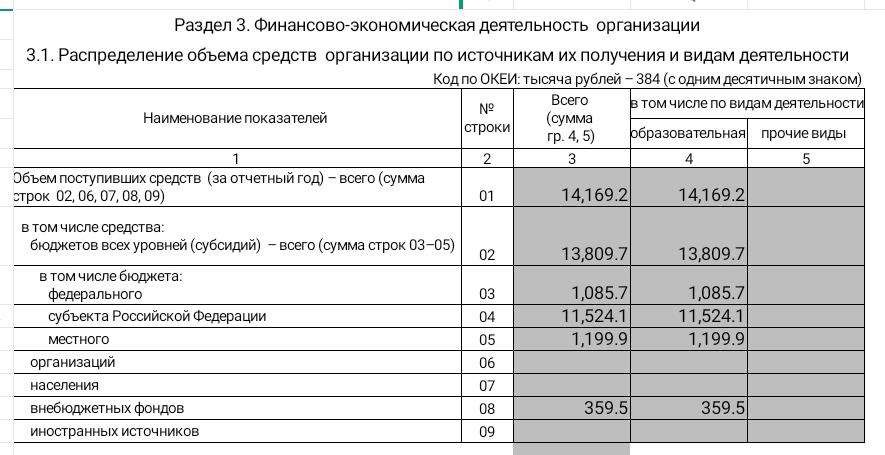 Раздел 3. Финансово-экономическая деятельность организации
3.1. Распределение объема средств организации по источникам их получения и видам деятельности
Код по ОКЕИ: тысяча рублей – 384 (с одним десятичным знаком)
Наименование показателей
№
строки
Всего
(сумма
гр. 4, 5)
в том числе по видам деятельности
образовательная
прочие виды
1 2 3 4 5
Объем поступивших средств (за отчетный год) – всего (сумма
строк 02, 06, 07, 08, 09) 01 14,169.2 14,169.2
в том числе средства:
бюджетов всех уровней (субсидий) – всего (сумма строк 03–05) 02 13,809.7 13,809.7
в том числе бюджета:
федерального 03 1,085.7 1,085.7
субъекта Российской Федерации 04 11,524.1 11,524.1
местного 05 1,199.9 1,199.9
организаций 06
населения 07
внебюджетных фондов 08 359.5 359.5
иностранных источников 09